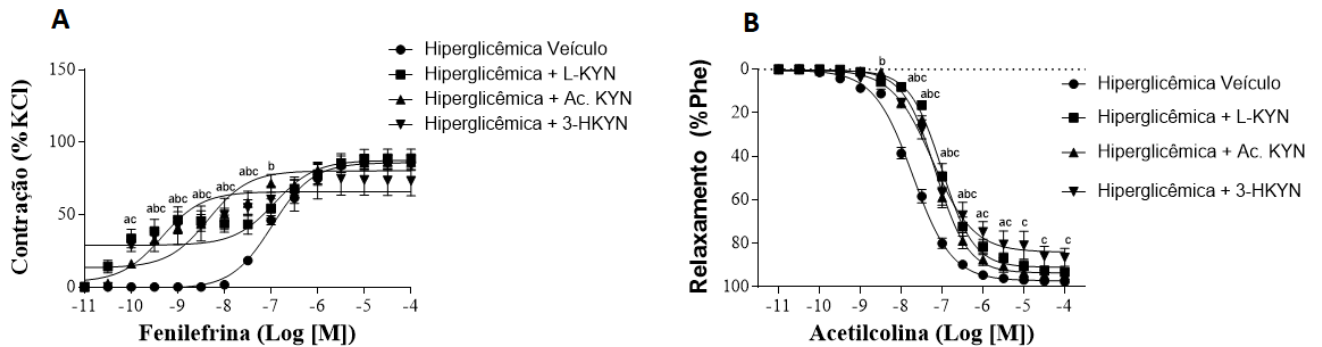 A
Hiperglicêmica Veículo
Hiperglicêmica + L-KYN
Hiperglicêmica + Ac. KYN
Hiperglicêmica + 3-HKYN
Contração (%KCl)
150
100
50
0
ac
abc
abc
abc
abc
abc
b
-11
-10
-9
-8
-7
-6
-5
-4
Fenilefrina (Log [M])
B
Hiperglicêmica Veículo
Hiperglicêmica + L-KYN
Hiperglicêmica + Ac. KYN
Hiperglicêmica + 3-HKYN
Relaxamento (%Phe)
0
20
40
60
80
100
b
abc
abc
abc
abc
ac
ac
c
c
c
-11
-10
-9
-8
-7
-6
-5
-4
Acetilcolina (Log [M])